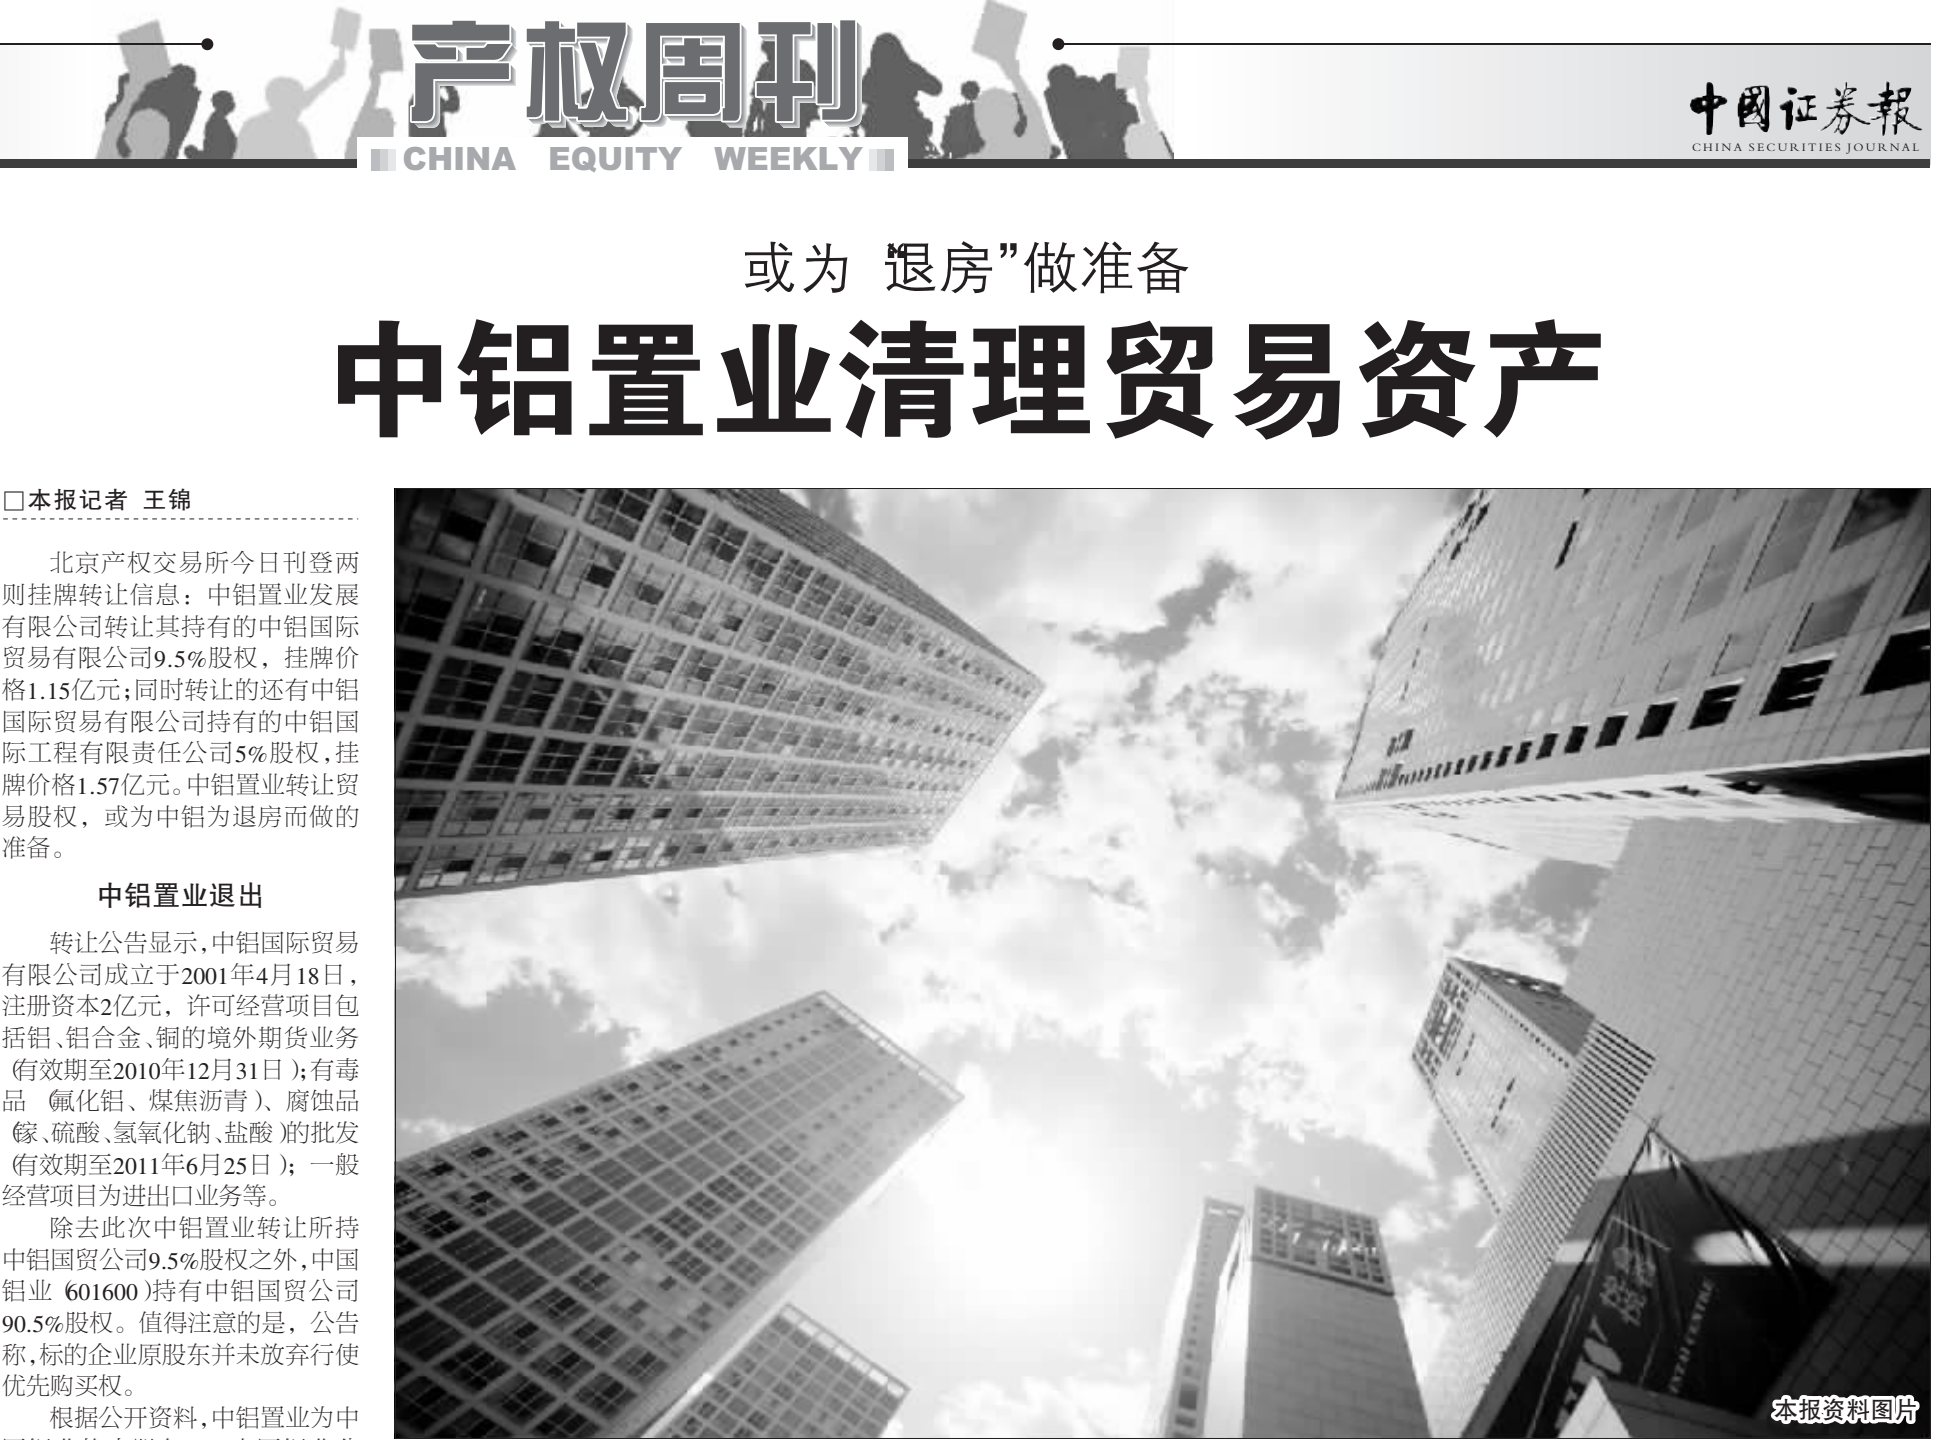 产权周刊
CHINA EQUITY WEEKLY
中國证券報
CHINA SECURITIES JOURNAL
或为“退房”做准备
中铝置业清理贸易资产
□本报记者 王锦
北京产权交易所今日刊登两
则挂牌转让信息：中铝置业发展
有限公司转让其持有的中铝国际
贸易有限公司9.5%股权，挂牌价
格1.15亿元；同时转让的还有中铝
国际贸易有限公司持有的中铝国
际工程有限责任公司5%股权，挂
牌价格1.57亿元。中铝置业转让贸
易股权，或为中铝为退房而做的
准备。
中铝置业退出
转让公告显示，中铝国际贸易
有限公司成立于2001年4月18日，
注册资本2亿元，许可经营项目包
括铝、铝合金、铜的境外期货业务
（有效期至2010年12月31日）；有毒
品（氟化铝、煤焦沥青）、腐蚀品
（镓、硫酸、氢氧化钠、盐酸）的批发
（有效期至2011年6月25日）；一般
经营项目为进出口业务等。
除去此次中铝置业转让所持
中铝国贸公司9.5%股权之外，中国
铝业（601600）持有中铝国贸公司
90.5%股权。值得注意的是，公告
称，标的企业原股东并未放弃行使
优先购买权。
根据公开资料，中铝置业为中
本报资料图片